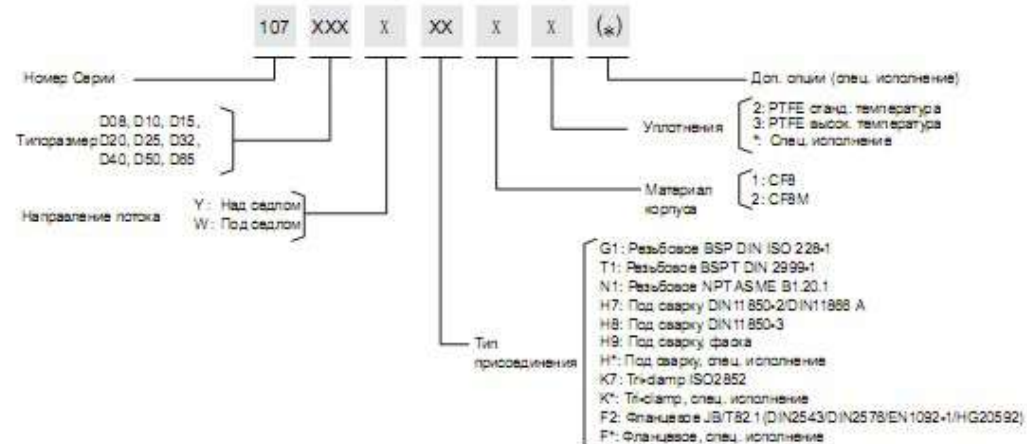 107 XXX X XX X X (*)
Номер Серии
Доп. опции (спец. исполнение)
D08, D10, D15,
Типоразмер D20, D25, D32,
D40, D50, D65
Уплотнения
2: PTFE станд. температура
3: PTFE высок. температура
*: Спец. исполнение
Материал
корпуса
1: CF8
2: CF8M
Направление потока
Y: Над седлом
W: Под седлом
Тип
присоединения
G1: Резьбовое BSP DIN ISO 228-1
T1: Резьбовое BSPT DIN 2999-1
N1: Резьбовое NPT ASME B1.20.1
H7: Под сварку DIN11850-2/DIN11866 A
H8: Под сварку DIN11850-3
H9: Под сварку, фаска
H*: Под сварку, спец. исполнение
K7: Tri-clamp ISO2852
K*: Tri-clamp, спец. исполнение
F2: Фланцевое JB/T82.1 (DIN2543/DIN2576/EN1092-1/HG20592)
F*: Фланцевое, спец. исполнение